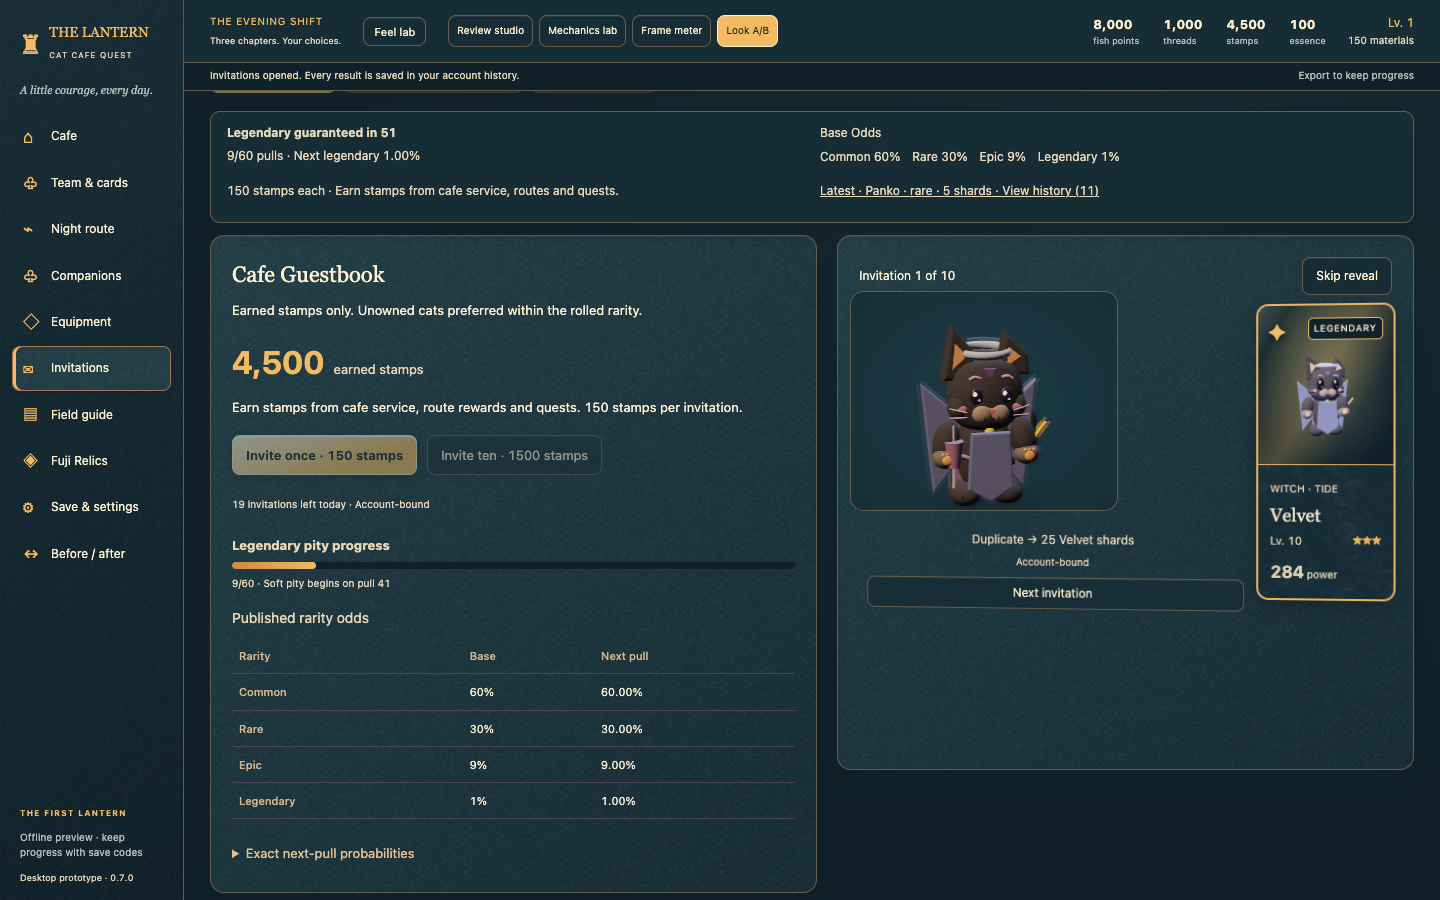 THE LANTERN
CAT CAFE QUEST
A little courage, every day.
Cafe
Team & cards
Night route
Companions
Equipment
Invitations
Field guide
Fuji Relics
Save & settings
Before / after
THE FIRST LANTERN
Offline preview · keep
progress with save codes
Desktop prototype · 0.7.0
THE EVENING SHIFT
Three chapters. Your choices.
Feel lab
Review studio
Mechanics lab
Frame meter
Look A/B
8,000
fish points
1,000
threads
4,500
stamps
100
essence
Lv. 1
150 materials
Invitations opened. Every result is saved in your account history.
Export to keep progress
Legendary guaranteed in 51
9/60 pulls · Next legendary 1.00%
150 stamps each · Earn stamps from cafe service, routes and quests.
Base Odds
Common 60% Rare 30% Epic 9% Legendary 1%
Latest · Panko · rare · 5 shards · View history (11)
Cafe Guestbook
Earned stamps only. Unowned cats preferred within the rolled rarity.
4,500 earned stamps
Earn stamps from cafe service, route rewards and quests. 150 stamps per invitation.
Invite once · 150 stamps
Invite ten · 1500 stamps
19 invitations left today · Account-bound
Legendary pity progress
9/60 · Soft pity begins on pull 41
Published rarity odds
Rarity Base Next pull
Common 60% 60.00%
Rare 30% 30.00%
Epic 9% 9.00%
Legendary 1% 1.00%
Exact next-pull probabilities
Invitation 1 of 10
Skip reveal
Duplicate → 25 Velvet shards
Account-bound
Next invitation
LEGENDARY
WITCH · TIDE
Velvet
Lv. 10 ★★★
284 power